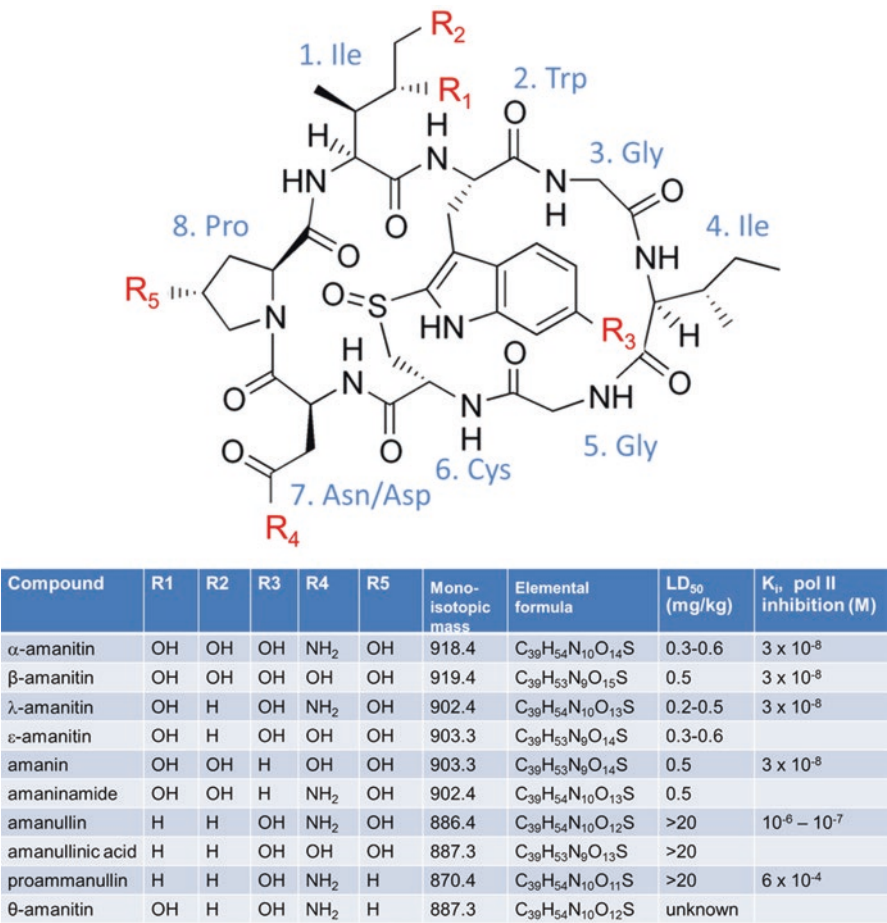 R₂
1. Ile
R₁
2. Trp
O
H
H
N
3. Gly
HN
N
H
O
O
8. Pro
O
NH
4. Ile
R₅
O
S
N
HN
R₃
H
H
N
O
O
O
NH
O
N
H
O
5. Gly
O
6. Cys
7. Asn/Asp
R₄
Compound R1 R2 R3 R4 R5 Mono-isotopic mass Elemental formula LD₅₀ (mg/kg) Kᵢ, pol II inhibition (M)
α-amanitin OH OH OH NH₂ OH 918.4 C₃₉H₅₄N₁₀O₁₄S 0.3-0.6 3 x 10⁻⁸
β-amanitin OH OH OH OH OH 919.4 C₃₉H₅₃N₉O₁₅S 0.5 3 x 10⁻⁸
λ-amanitin OH H OH NH₂ OH 902.4 C₃₉H₅₄N₁₀O₁₃S 0.2-0.5 3 x 10⁻⁸
ε-amanitin OH H OH OH OH 903.3 C₃₉H₅₃N₉O₁₄S 0.3-0.6
amanin OH OH H OH OH 903.3 C₃₉H₅₃N₉O₁₄S 0.5 3 x 10⁻⁸
amaninamide OH OH H NH₂ OH 902.4 C₃₉H₅₄N₁₀O₁₃S 0.5
amanullin H H OH NH₂ OH 886.4 C₃₉H₅₄N₁₀O₁₂S >20 10⁻⁶ – 10⁻⁷
amanullinic acid H H OH OH OH 887.3 C₃₉H₅₃N₉O₁₃S >20
proammanullin H H OH NH₂ H 870.4 C₃₉H₅₄N₁₀O₁₁S >20 6 x 10⁻⁴
θ-amanitin OH H OH NH₂ H 887.3 C₃₉H₅₄N₁₀O₁₂S unknown